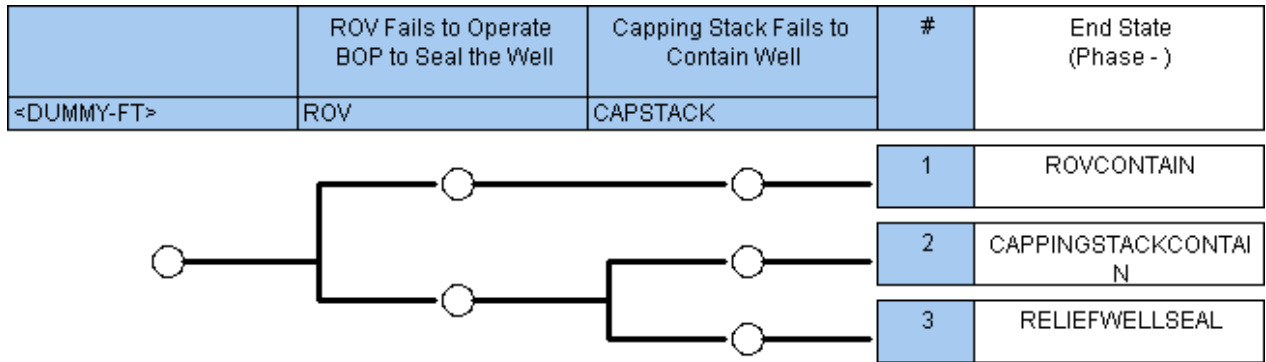 ROV Fails to Operate
BOP to Seal the Well
Capping Stack Fails to
Contain Well
#
End State
(Phase - )
<DUMMY-FT>
ROV
CAPSTACK
1
ROVCONTAIN
2
CAPPINGSTACKCONTAI
N
3
RELIEFWELLSEAL